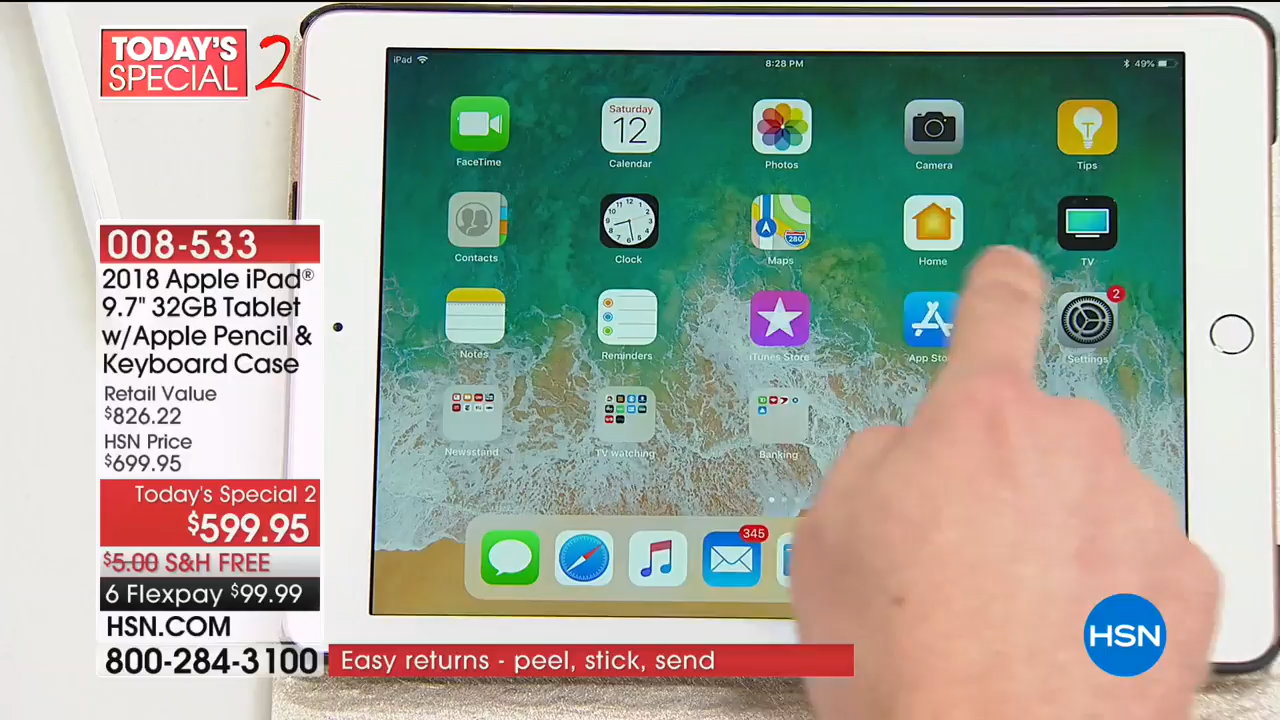 TODAY'S
SPECIAL 2
008-533
2018 Apple iPad®
9.7" 32GB Tablet
w/Apple Pencil &
Keyboard Case
Retail Value
$826.22
HSN Price
$699.95
Today's Special 2
$599.95
$5.00 S&H FREE
6 Flexpay $99.99
HSN.COM
800-284-3100
Easy returns - peel, stick, send
HSN
iPad
8:28 PM
49%
FaceTime
Saturday
12
Calendar
Photos
Camera
Tips
Contacts
Clock
280
Maps
Home
TV
Notes
Reminders
iTunes Store
App Sto
2
Settings
Newsstand
TV watching
Banking
345